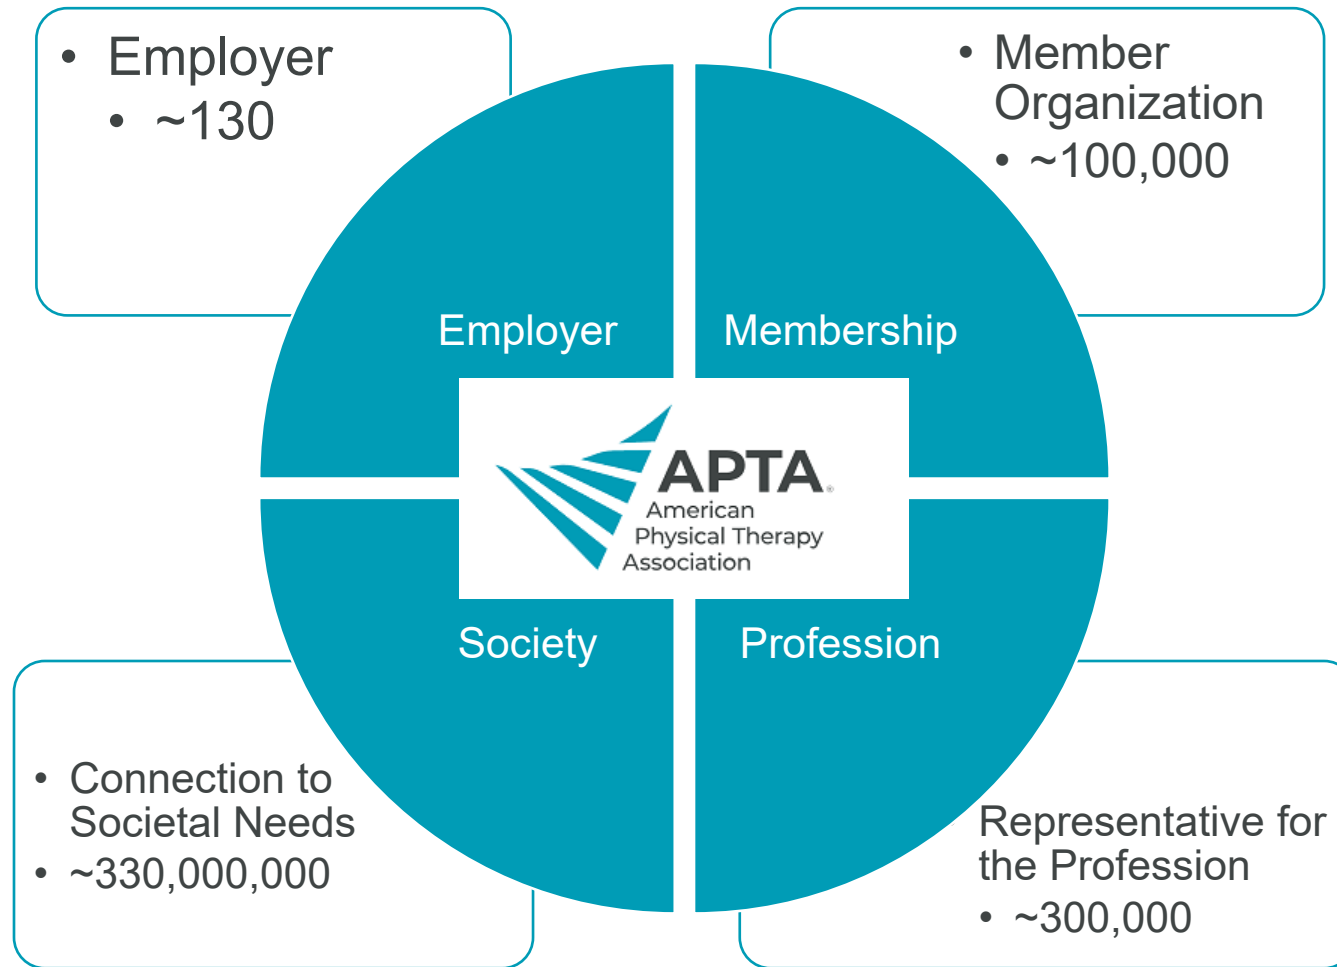 • Employer
• ~130
• Member
Organization
• ~100,000
Employer
Membership
APTA®
American
Physical Therapy
Association
Society
Profession
• Connection to
Societal Needs
• ~330,000,000
Representative for
the Profession
• ~300,000